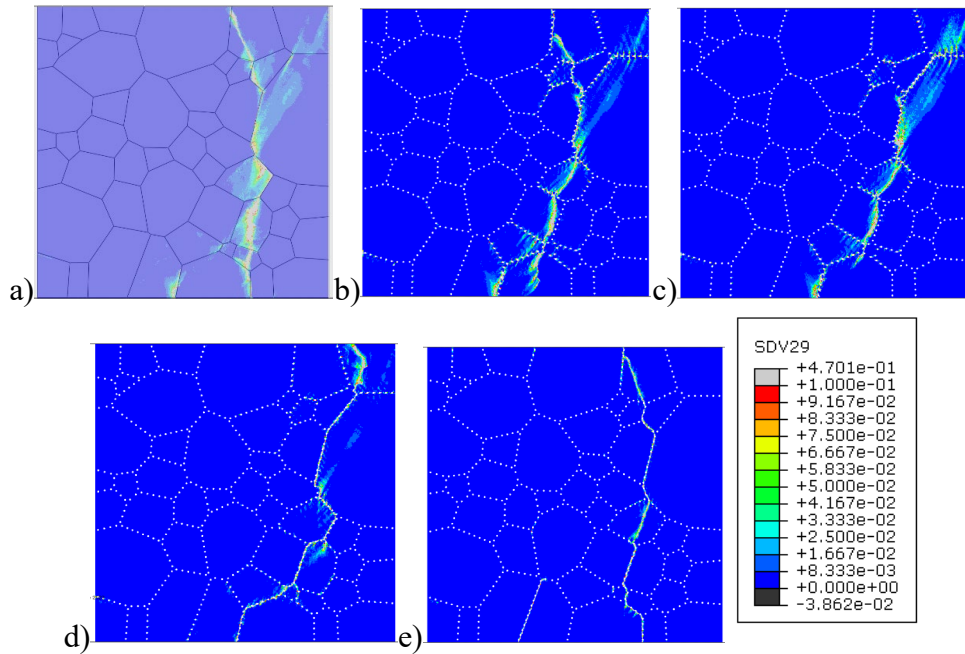 a)
b)
c)
d)
e)
SDV29
+4.701e-01
+1.000e-01
+9.167e-02
+8.333e-02
+7.500e-02
+6.667e-02
+5.833e-02
+5.000e-02
+4.167e-02
+3.333e-02
+2.500e-02
+1.667e-02
+8.333e-03
+0.000e+00
-3.862e-02